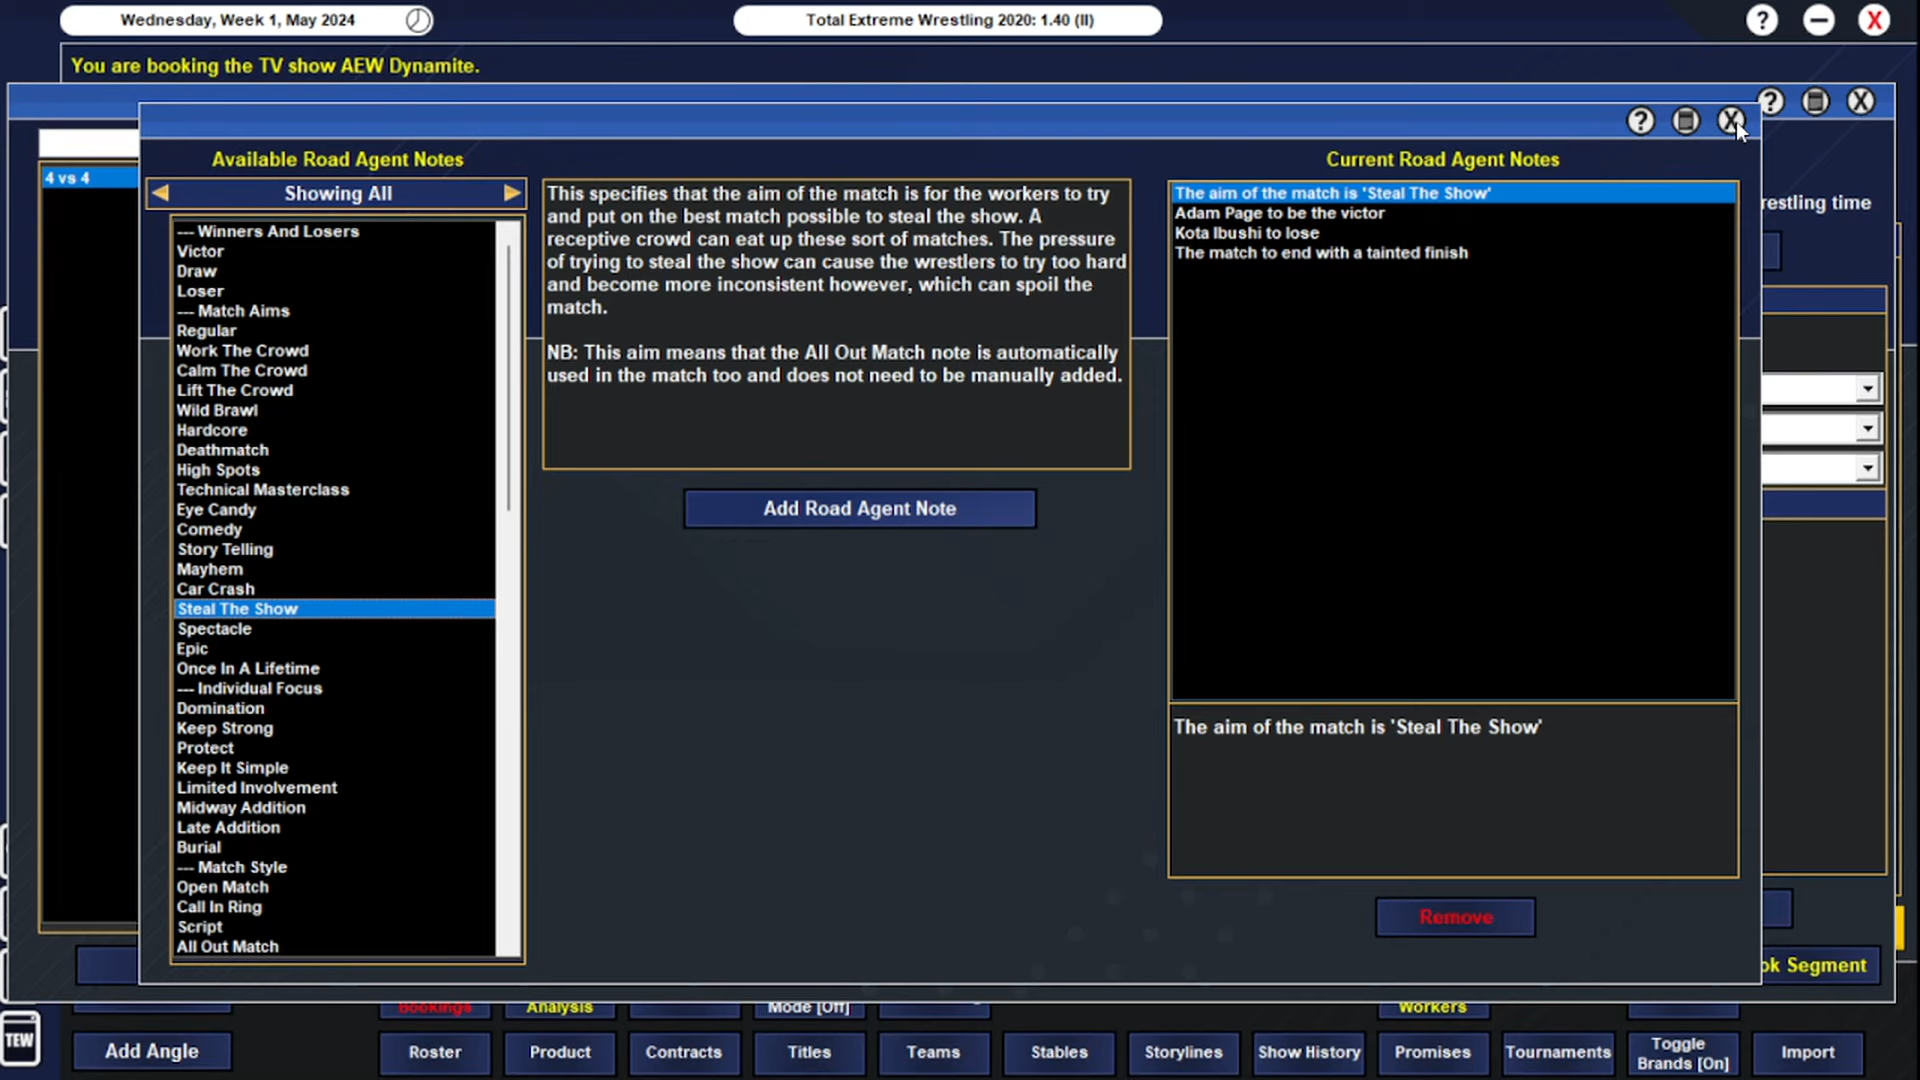 Wednesday, Week 1, May 2024
Total Extreme Wrestling 2020: 1.40 (II)
? X
You are booking the TV show AEW Dynamite.
? X
? X
Available Road Agent Notes
Current Road Agent Notes
4 vs 4
Showing All
restling time
--- Winners And Losers
Victor
Draw
Loser
--- Match Aims
Regular
Work The Crowd
Calm The Crowd
Lift The Crowd
Wild Brawl
Hardcore
Deathmatch
High Spots
Technical Masterclass
Eye Candy
Comedy
Story Telling
Mayhem
Car Crash
Steal The Show
Spectacle
Epic
Once In A Lifetime
--- Individual Focus
Domination
Keep Strong
Protect
Keep It Simple
Limited Involvement
Midway Addition
Late Addition
Burial
--- Match Style
Open Match
Call In Ring
Script
All Out Match
This specifies that the aim of the match is for the workers to try
and put on the best match possible to steal the show. A
receptive crowd can eat up these sort of matches. The pressure
of trying to steal the show can cause the wrestlers to try too hard
and become more inconsistent however, which can spoil the
match.
NB: This aim means that the All Out Match note is automatically
used in the match too and does not need to be manually added.
Add Road Agent Note
The aim of the match is 'Steal The Show'
Adam Page to be the victor
Kota Ibushi to lose
The match to end with a tainted finish
The aim of the match is 'Steal The Show'
Remove
ok Segment
Bookings
Analysis
Mode [Off]
Workers
TEW
Add Angle
Roster
Product
Contracts
Titles
Teams
Stables
Storylines
Show History
Promises
Tournaments
Toggle
Brands [On]
Import